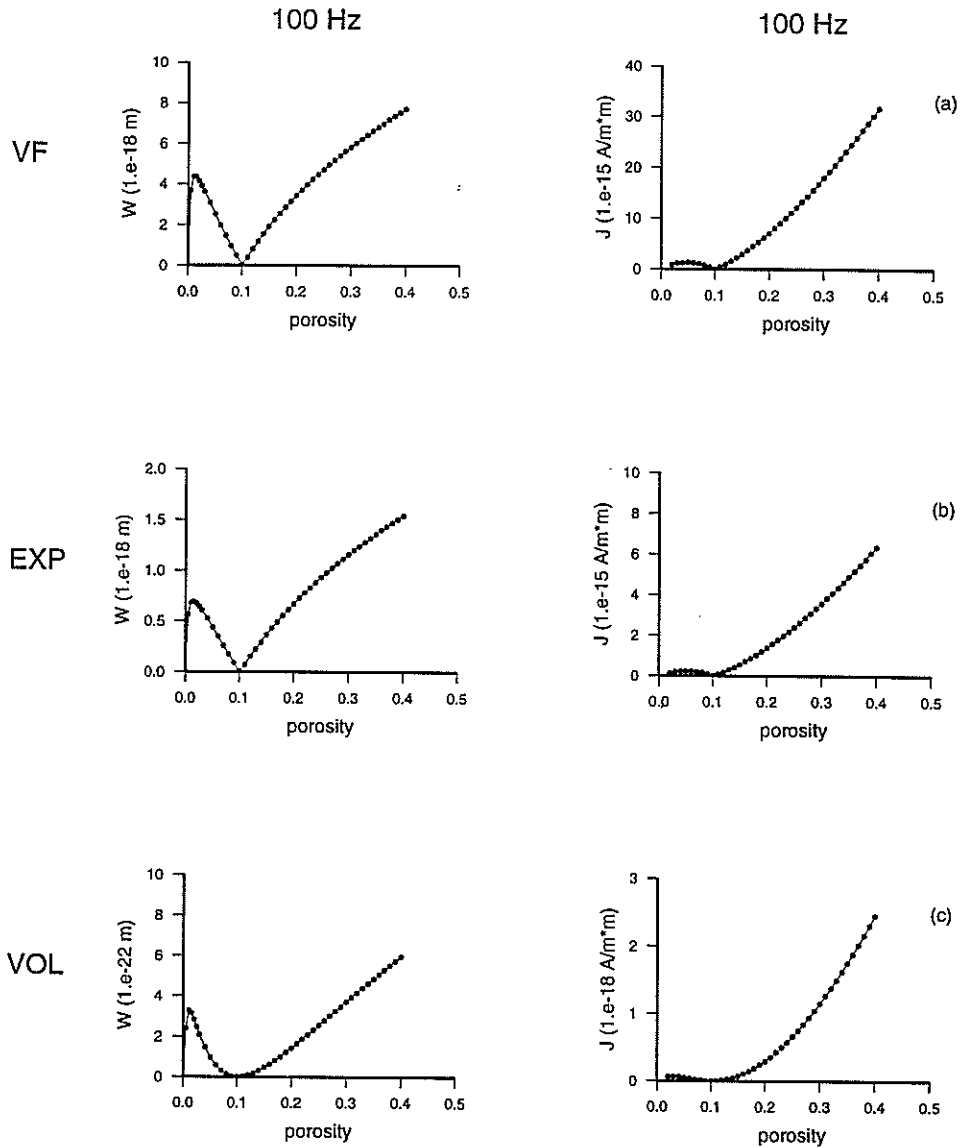 100 Hz
100 Hz
VF
W (1.e-18 m)
10
8
6
4
2
0
0.0 0.1 0.2 0.3 0.4 0.5
porosity
J (1.e-15 A/m*m)
40
30
20
10
0
0.0 0.1 0.2 0.3 0.4 0.5
porosity
(a)
EXP
W (1.e-18 m)
2.0
1.5
1.0
0.5
0.0
0.0 0.1 0.2 0.3 0.4 0.5
porosity
J (1.e-15 A/m*m)
10
8
6
4
2
0
0.0 0.1 0.2 0.3 0.4 0.5
porosity
(b)
VOL
W (1.e-22 m)
10
8
6
4
2
0
0.0 0.1 0.2 0.3 0.4 0.5
porosity
J (1.e-18 A/m*m)
3
2
1
0
0.0 0.1 0.2 0.3 0.4 0.5
porosity
(c)